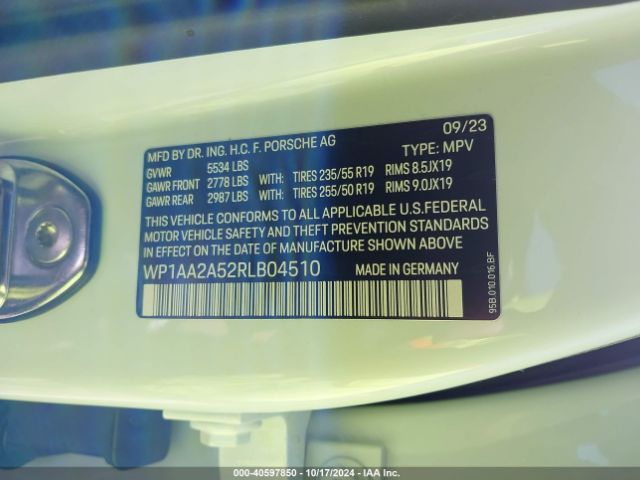 09/23
MFD BY DR. ING. H.C. F. PORSCHE AG TYPE: MPV
GVWR 5534 LBS
GAWR FRONT 2778 LBS WITH: TIRES 235/55 R19 RIMS 8.5JX19
GAWR REAR 2987 LBS WITH: TIRES 255/50 R19 RIMS 9.0JX19
THIS VEHICLE CONFORMS TO ALL APPLICABLE U.S.FEDERAL
MOTOR VEHICLE SAFETY AND THEFT PREVENTION STANDARDS
IN EFFECT ON THE DATE OF MANUFACTURE SHOWN ABOVE
WP1AA2A52RLB04510 MADE IN GERMANY
95B.010.016.BF
000-40597850 - 10/17/2024 - IAA Inc.